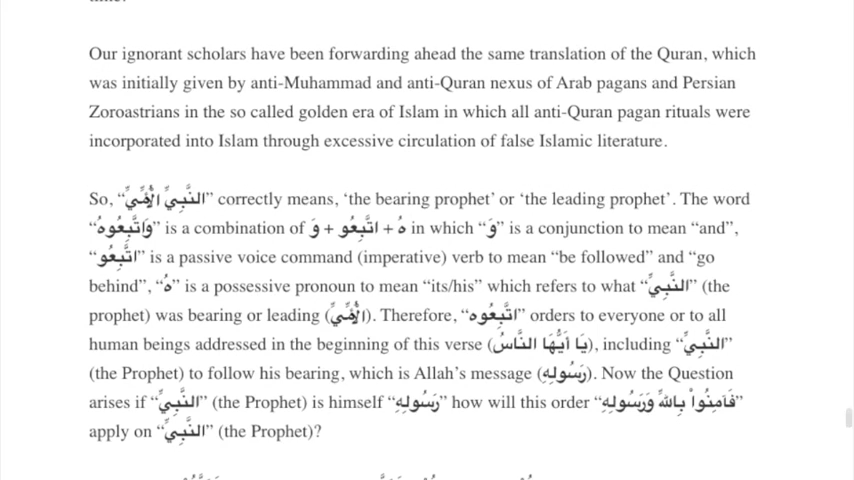 Our ignorant scholars have been forwarding ahead the same translation of the Quran, which
was initially given by anti-Muhammad and anti-Quran nexus of Arab pagans and Persian
Zoroastrians in the so called golden era of Islam in which all anti-Quran pagan rituals were
incorporated into Islam through excessive circulation of false Islamic literature.
So, “النَّبِيِّ الأُمِّيِّ” correctly means, ‘the bearing prophet’ or ‘the leading prophet’. The word
“وَاتَّبِعُوهُ” is a combination of وَ + اتَّبِعُو + هُ in which “وَ” is a conjunction to mean “and”,
“اتَّبِعُو” is a passive voice command (imperative) verb to mean “be followed” and “go
behind”, “هُ” is a possessive pronoun to mean “its/his” which refers to what “النَّبِيِّ” (the
prophet) was bearing or leading (الأُمِّيِّ). Therefore, “اتَّبِعُوه” orders to everyone or to all
human beings addressed in the beginning of this verse (يَا أَيُّهَا النَّاسُ), including “النَّبِيِّ”
(the Prophet) to follow his bearing, which is Allah’s message (رَسُولِهِ). Now the Question
arises if “النَّبِيِّ” (the Prophet) is himself “رَسُولِهِ” how will this order “فَآمِنُواْ بِاللَّهِ وَرَسُولِهِ”
apply on “النَّبِيِّ” (the Prophet)?